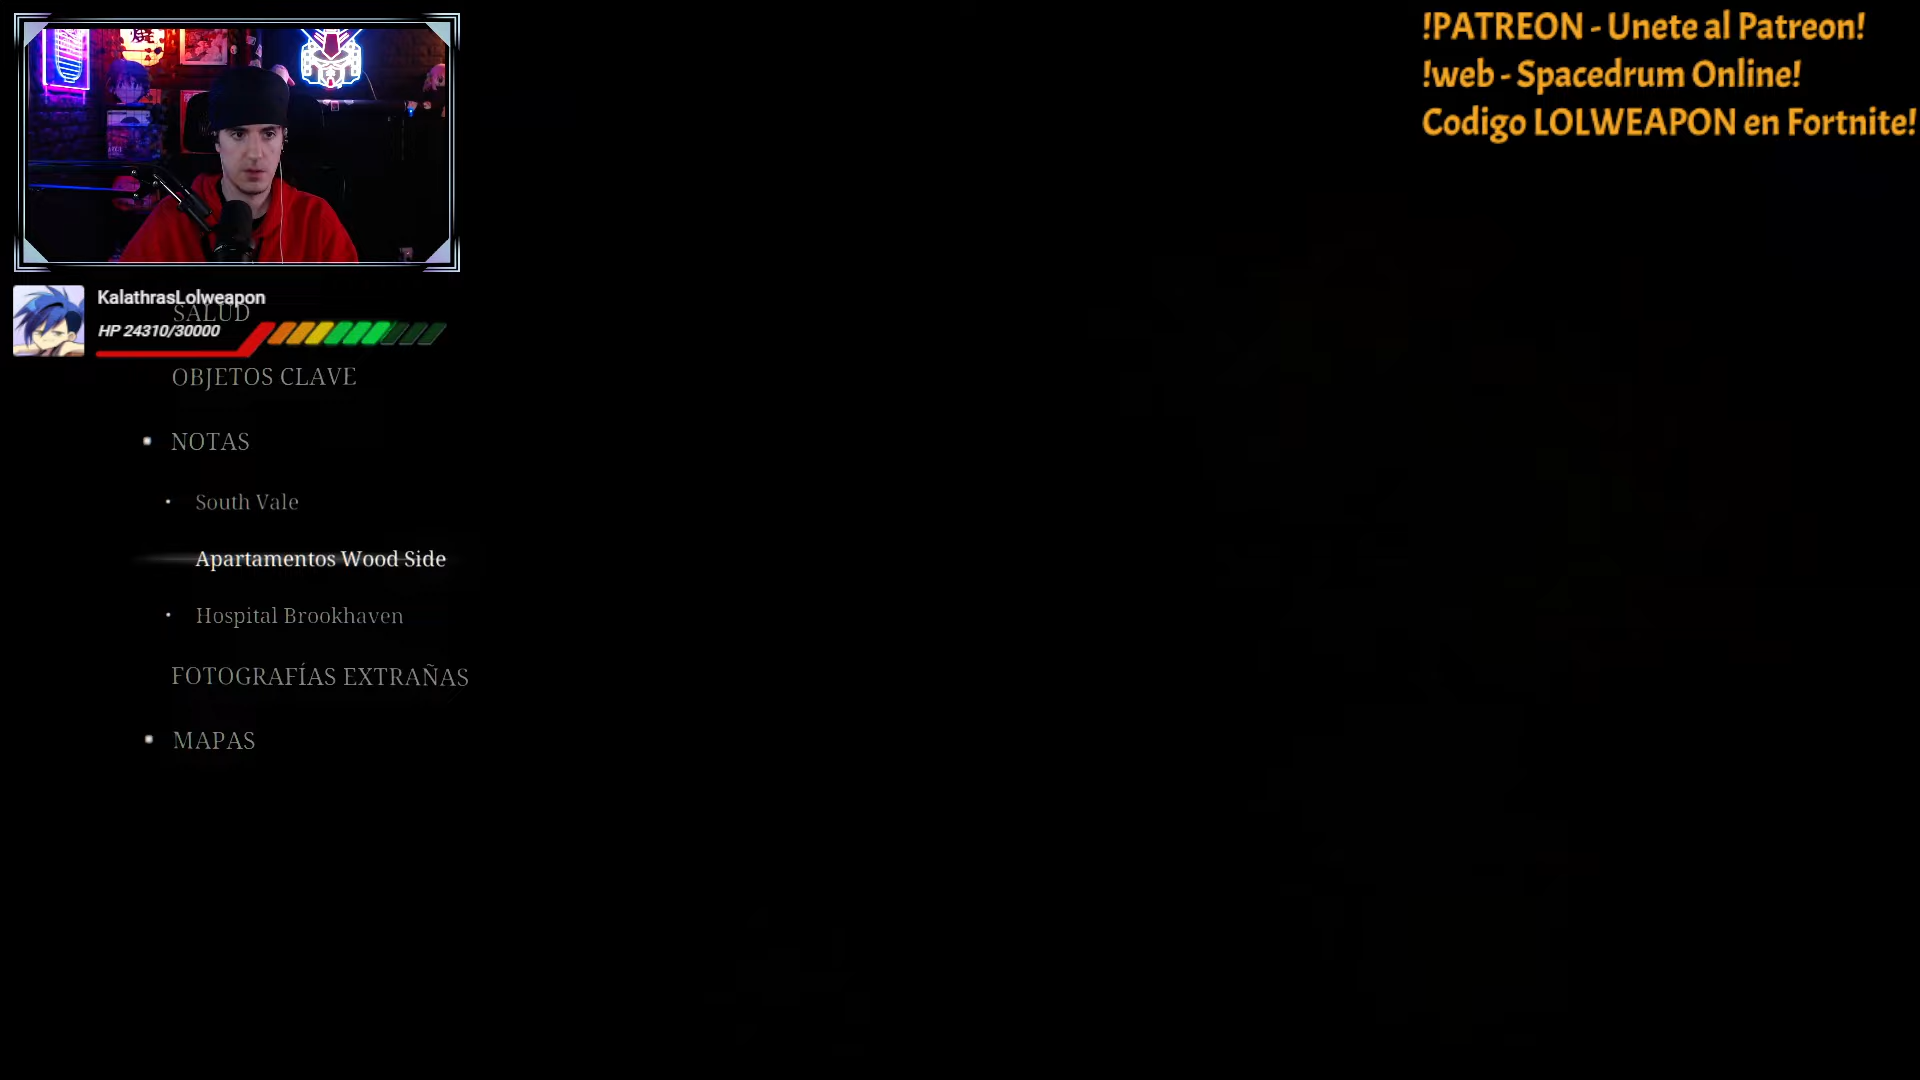 !PATREON - Unete al Patreon!
!web - Spacedrum Online!
Codigo LOLWEAPON en Fortnite!
KalathrasLolweapon
SALUD
HP 24310/30000
OBJETOS CLAVE
NOTAS
South Vale
Apartamentos Wood Side
Hospital Brookhaven
FOTOGRAFÍAS EXTRAÑAS
MAPAS